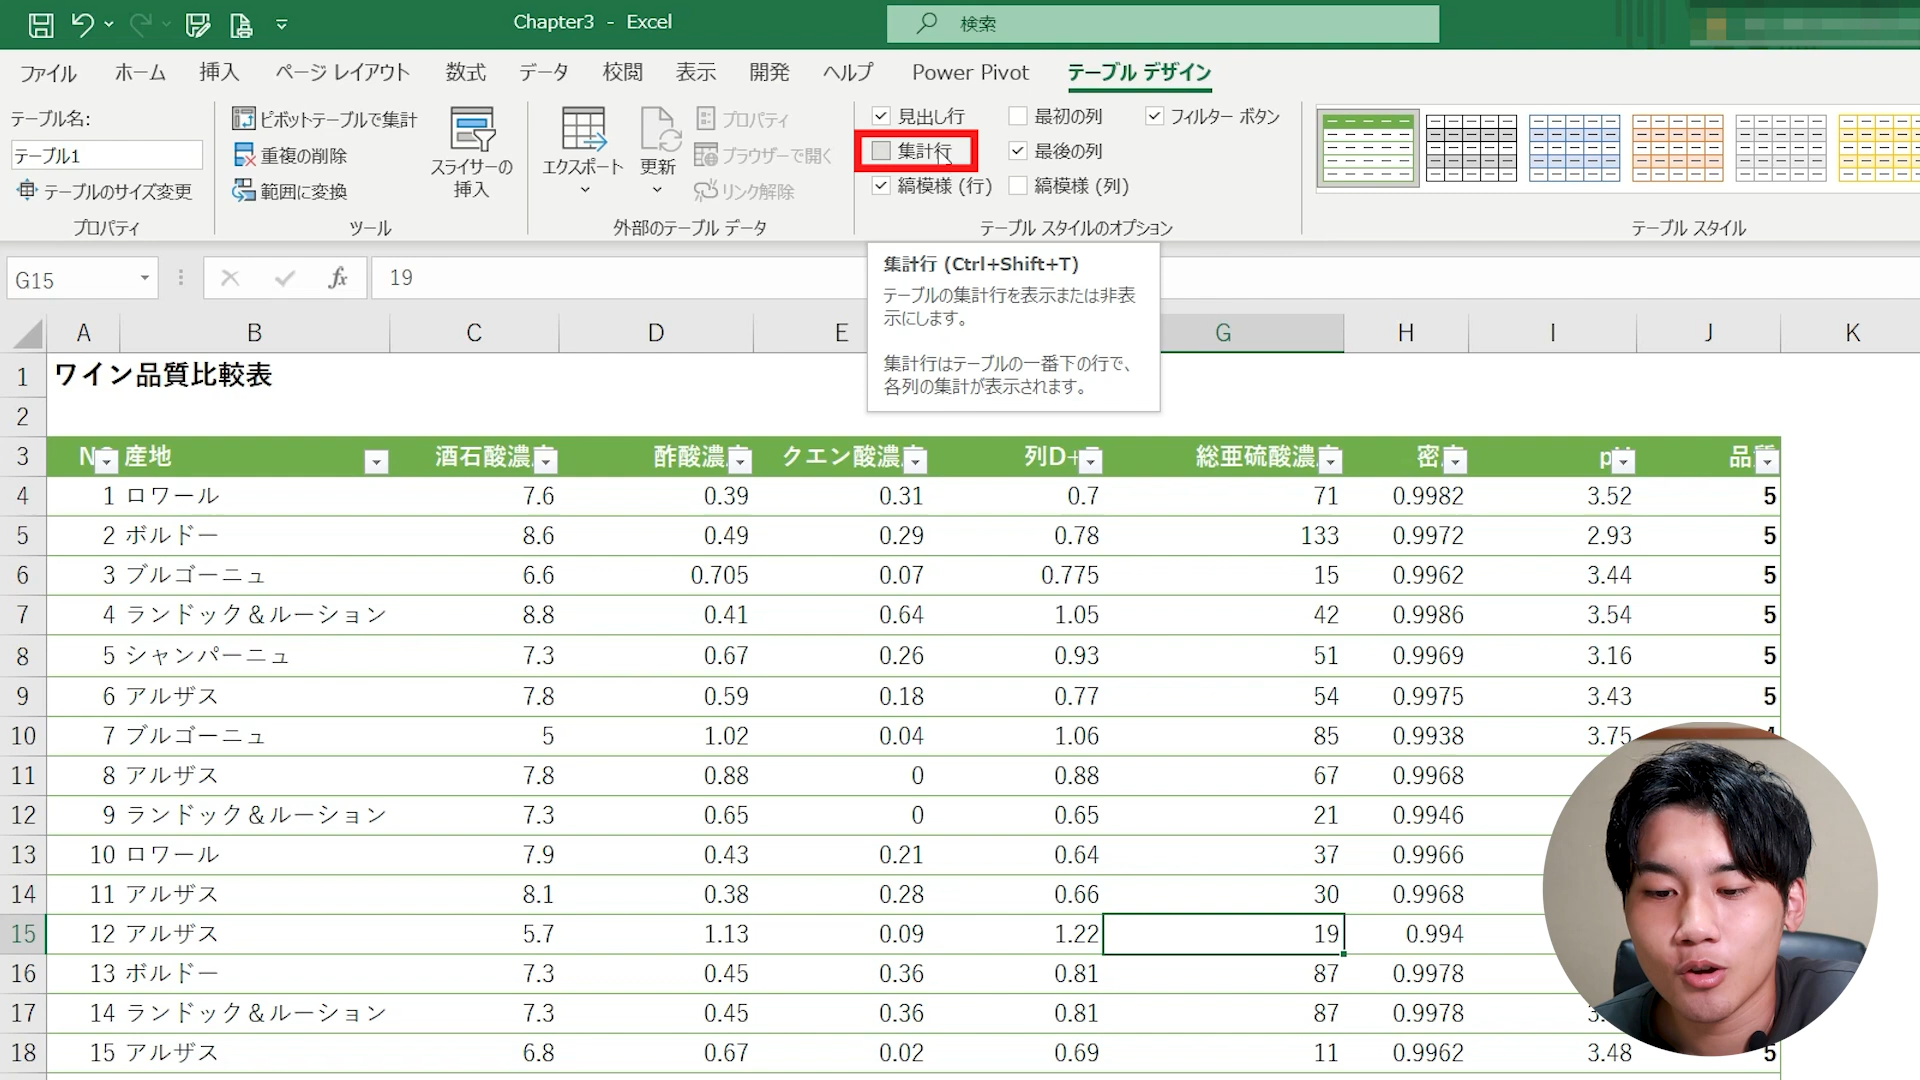 Chapter3 - Excel
検索
ファイル ホーム 挿入 ページ レイアウト 数式 データ 校閲 表示 開発 ヘルプ Power Pivot テーブル デザイン
テーブル名:
テーブル1
テーブルのサイズ変更
プロパティ
ピボットテーブルで集計
重複の削除
範囲に変換
スライサーの
挿入
ツール
エクスポート
更新
プロパティ
ブラウザーで開く
リンク解除
外部のテーブル データ
見出し行
集計行
縞模様 (行)
最初の列
最後の列
縞模様 (列)
フィルター ボタン
テーブル スタイルのオプション
テーブル スタイル
G15 fx 19
集計行 (Ctrl+Shift+T)
テーブルの集計行を表示または非表
示にします。
集計行はテーブルの一番下の行で、
各列の集計が表示されます。
A B C D E G H I J K
1 ワイン品質比較表
2
3 産地 酒石酸濃 酢酸濃 クエン酸濃 列D+ 総亜硫酸濃 密 p 品
4 1 ロワール 7.6 0.39 0.31 0.7 71 0.9982 3.52 5
5 2 ボルドー 8.6 0.49 0.29 0.78 133 0.9972 2.93 5
6 3 ブルゴーニュ 6.6 0.705 0.07 0.775 15 0.9962 3.44 5
7 4 ランドック＆ルーション 8.8 0.41 0.64 1.05 42 0.9986 3.54 5
8 5 シャンパーニュ 7.3 0.67 0.26 0.93 51 0.9969 3.16 5
9 6 アルザス 7.8 0.59 0.18 0.77 54 0.9975 3.43 5
10 7 ブルゴーニュ 5 1.02 0.04 1.06 85 0.9938 3.75
11 8 アルザス 7.8 0.88 0 0.88 67 0.9968
12 9 ランドック＆ルーション 7.3 0.65 0 0.65 21 0.9946
13 10 ロワール 7.9 0.43 0.21 0.64 37 0.9966
14 11 アルザス 8.1 0.38 0.28 0.66 30 0.9968
15 12 アルザス 5.7 1.13 0.09 1.22 19 0.994
16 13 ボルドー 7.3 0.45 0.36 0.81 87 0.9978
17 14 ランドック＆ルーション 7.3 0.45 0.36 0.81 87 0.9978
18 15 アルザス 6.8 0.67 0.02 0.69 11 0.9962 3.48 5